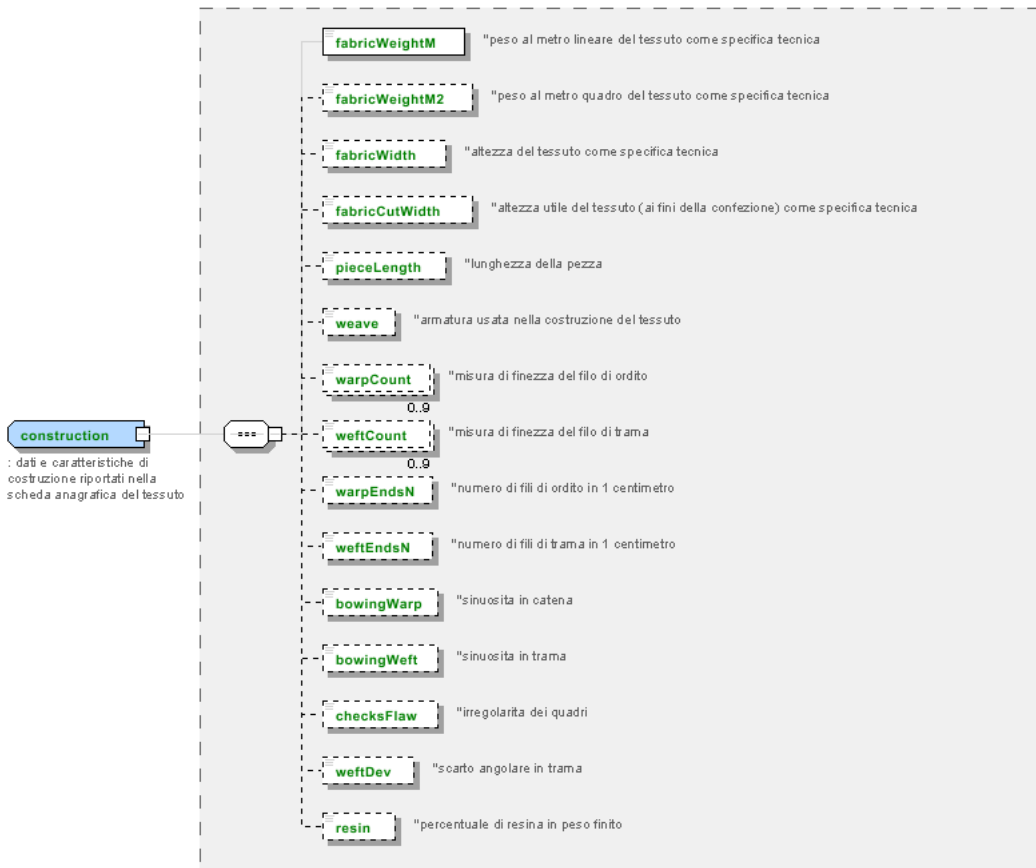 fabricWeightM
"peso al metro lineare del tessuto come specifica tecnica
fabricWeightM2
"peso al metro quadro del tessuto come specifica tecnica
fabricWidth
"altezza del tessuto come specifica tecnica
fabricCutWidth
"altezza utile del tessuto (ai fini della confezione) come specifica tecnica
pieceLength
"lunghezza della pezza
weave
"armatura usata nella costruzione del tessuto
warpCount
"misura di finezza del filo di ordito
0..9
construction
: dati e caratteristiche di
costruzione riportati nella
scheda anagrafica del tessuto
weftCount
"misura di finezza del filo di trama
0..9
warpEndsN
"numero di fili di ordito in 1 centimetro
weftEndsN
"numero di fili di trama in 1 centimetro
bowingWarp
"sinuosita in catena
bowingWeft
"sinuosita in trama
checksFlaw
"irregolarita dei quadri
weftDev
"scarto angolare in trama
resin
"percentuale di resina in peso finito